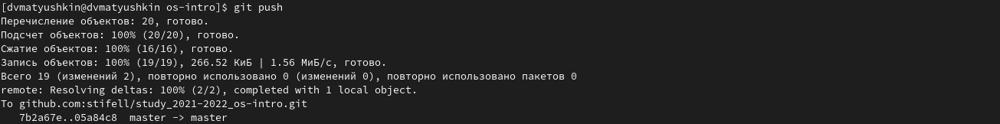 [dvmatyushkin@dvmatyushkin os-intro]$ git push
Перечисление объектов: 20, готово.
Подсчет объектов: 100% (20/20), готово.
Сжатие объектов: 100% (16/16), готово.
Запись объектов: 100% (19/19), 266.52 КиБ | 1.56 МиБ/с, готово.
Всего 19 (изменений 2), повторно использовано 0 (изменений 0), повторно использовано пакетов 0
remote: Resolving deltas: 100% (2/2), completed with 1 local object.
To github.com:stifell/study_2021-2022_os-intro.git
   7b2a67e..05a84c8  master -> master